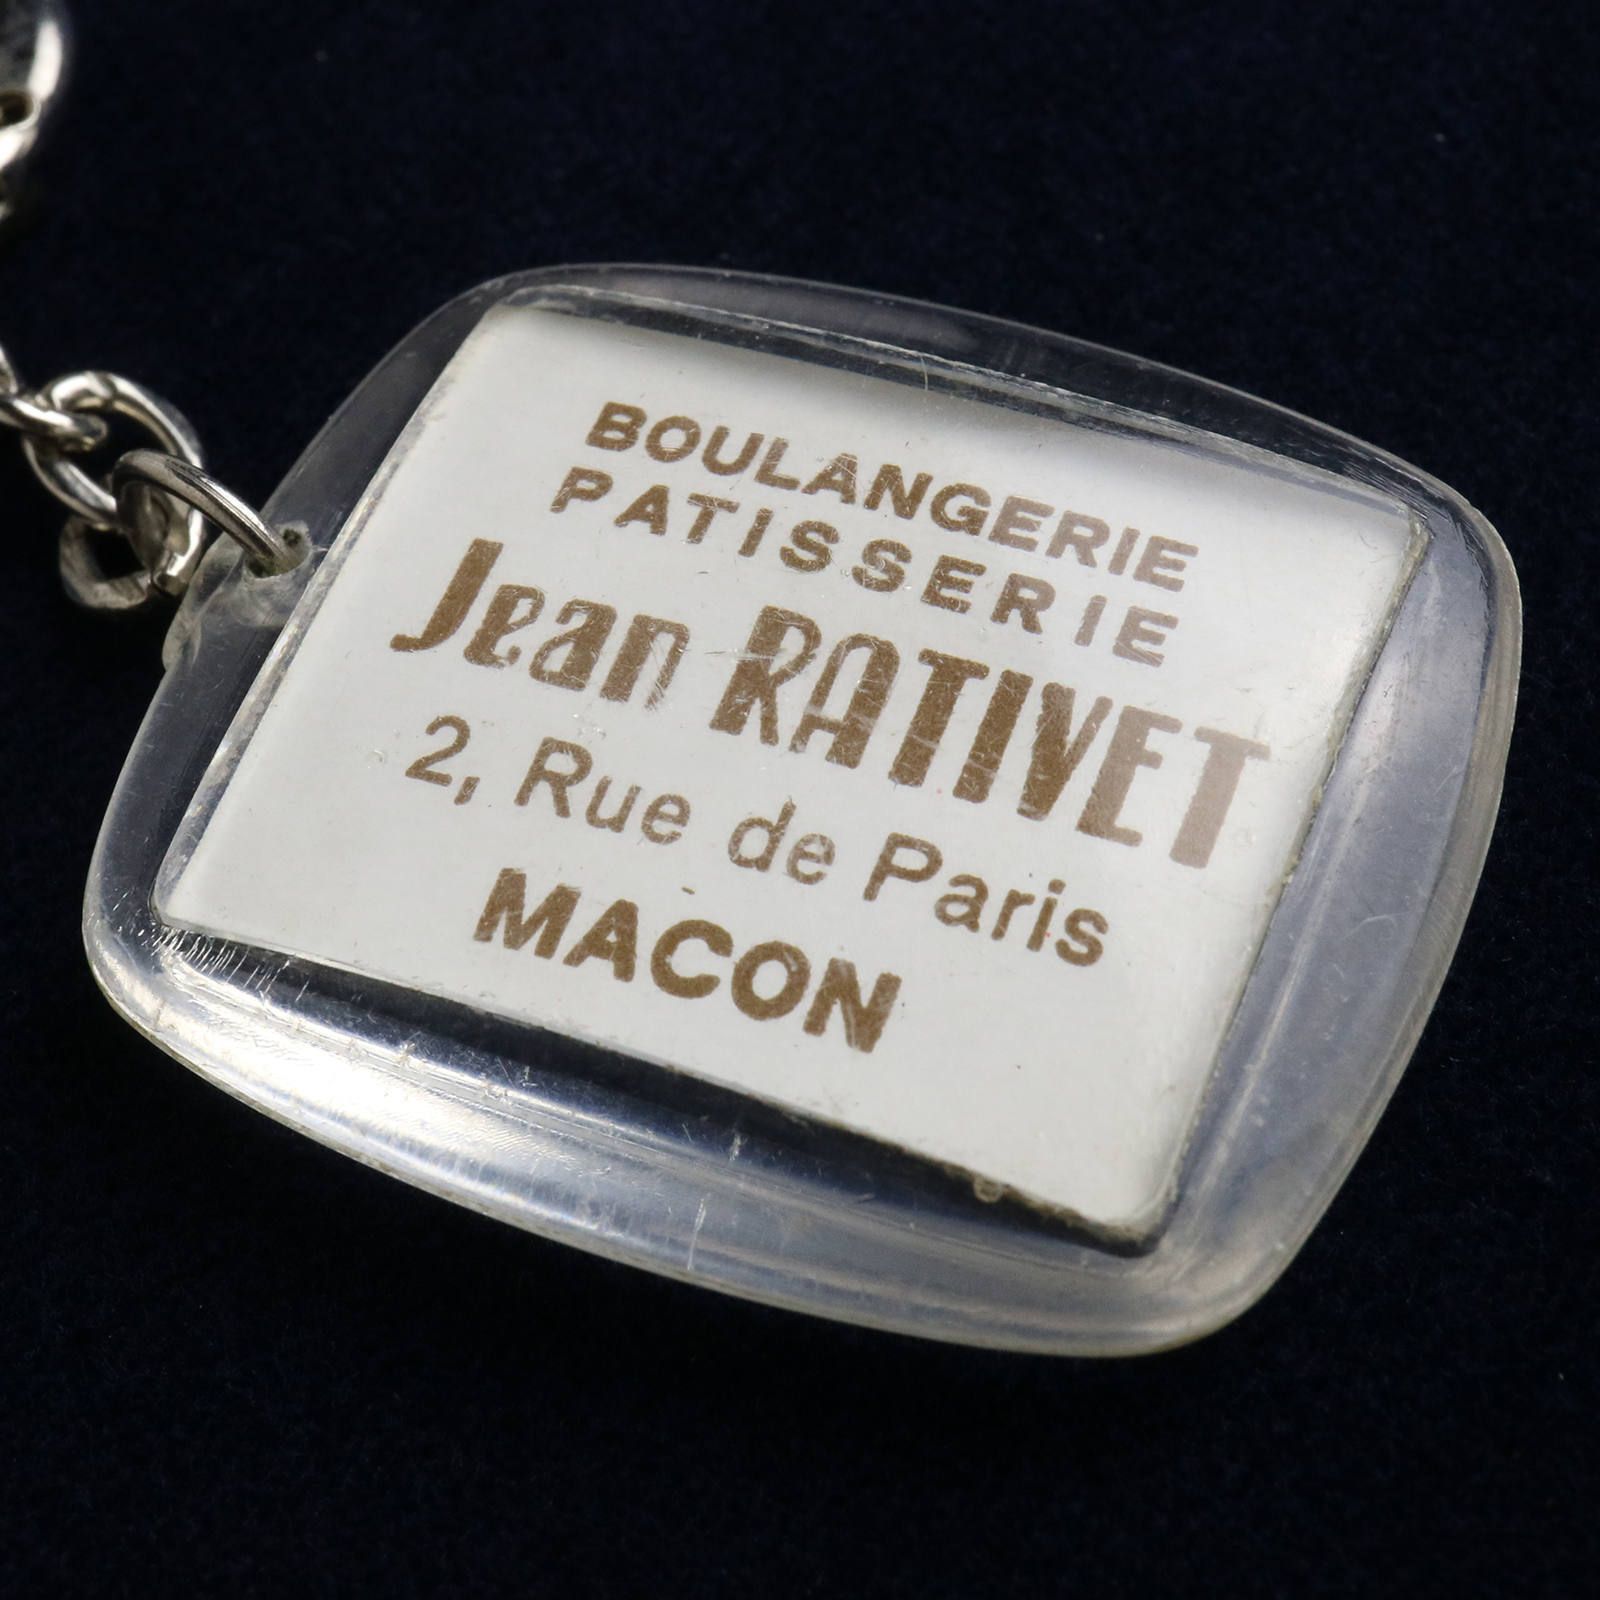 BOULANGERIE
PATISSERIE
Jean RATIVET
2, Rue de Paris
MACON